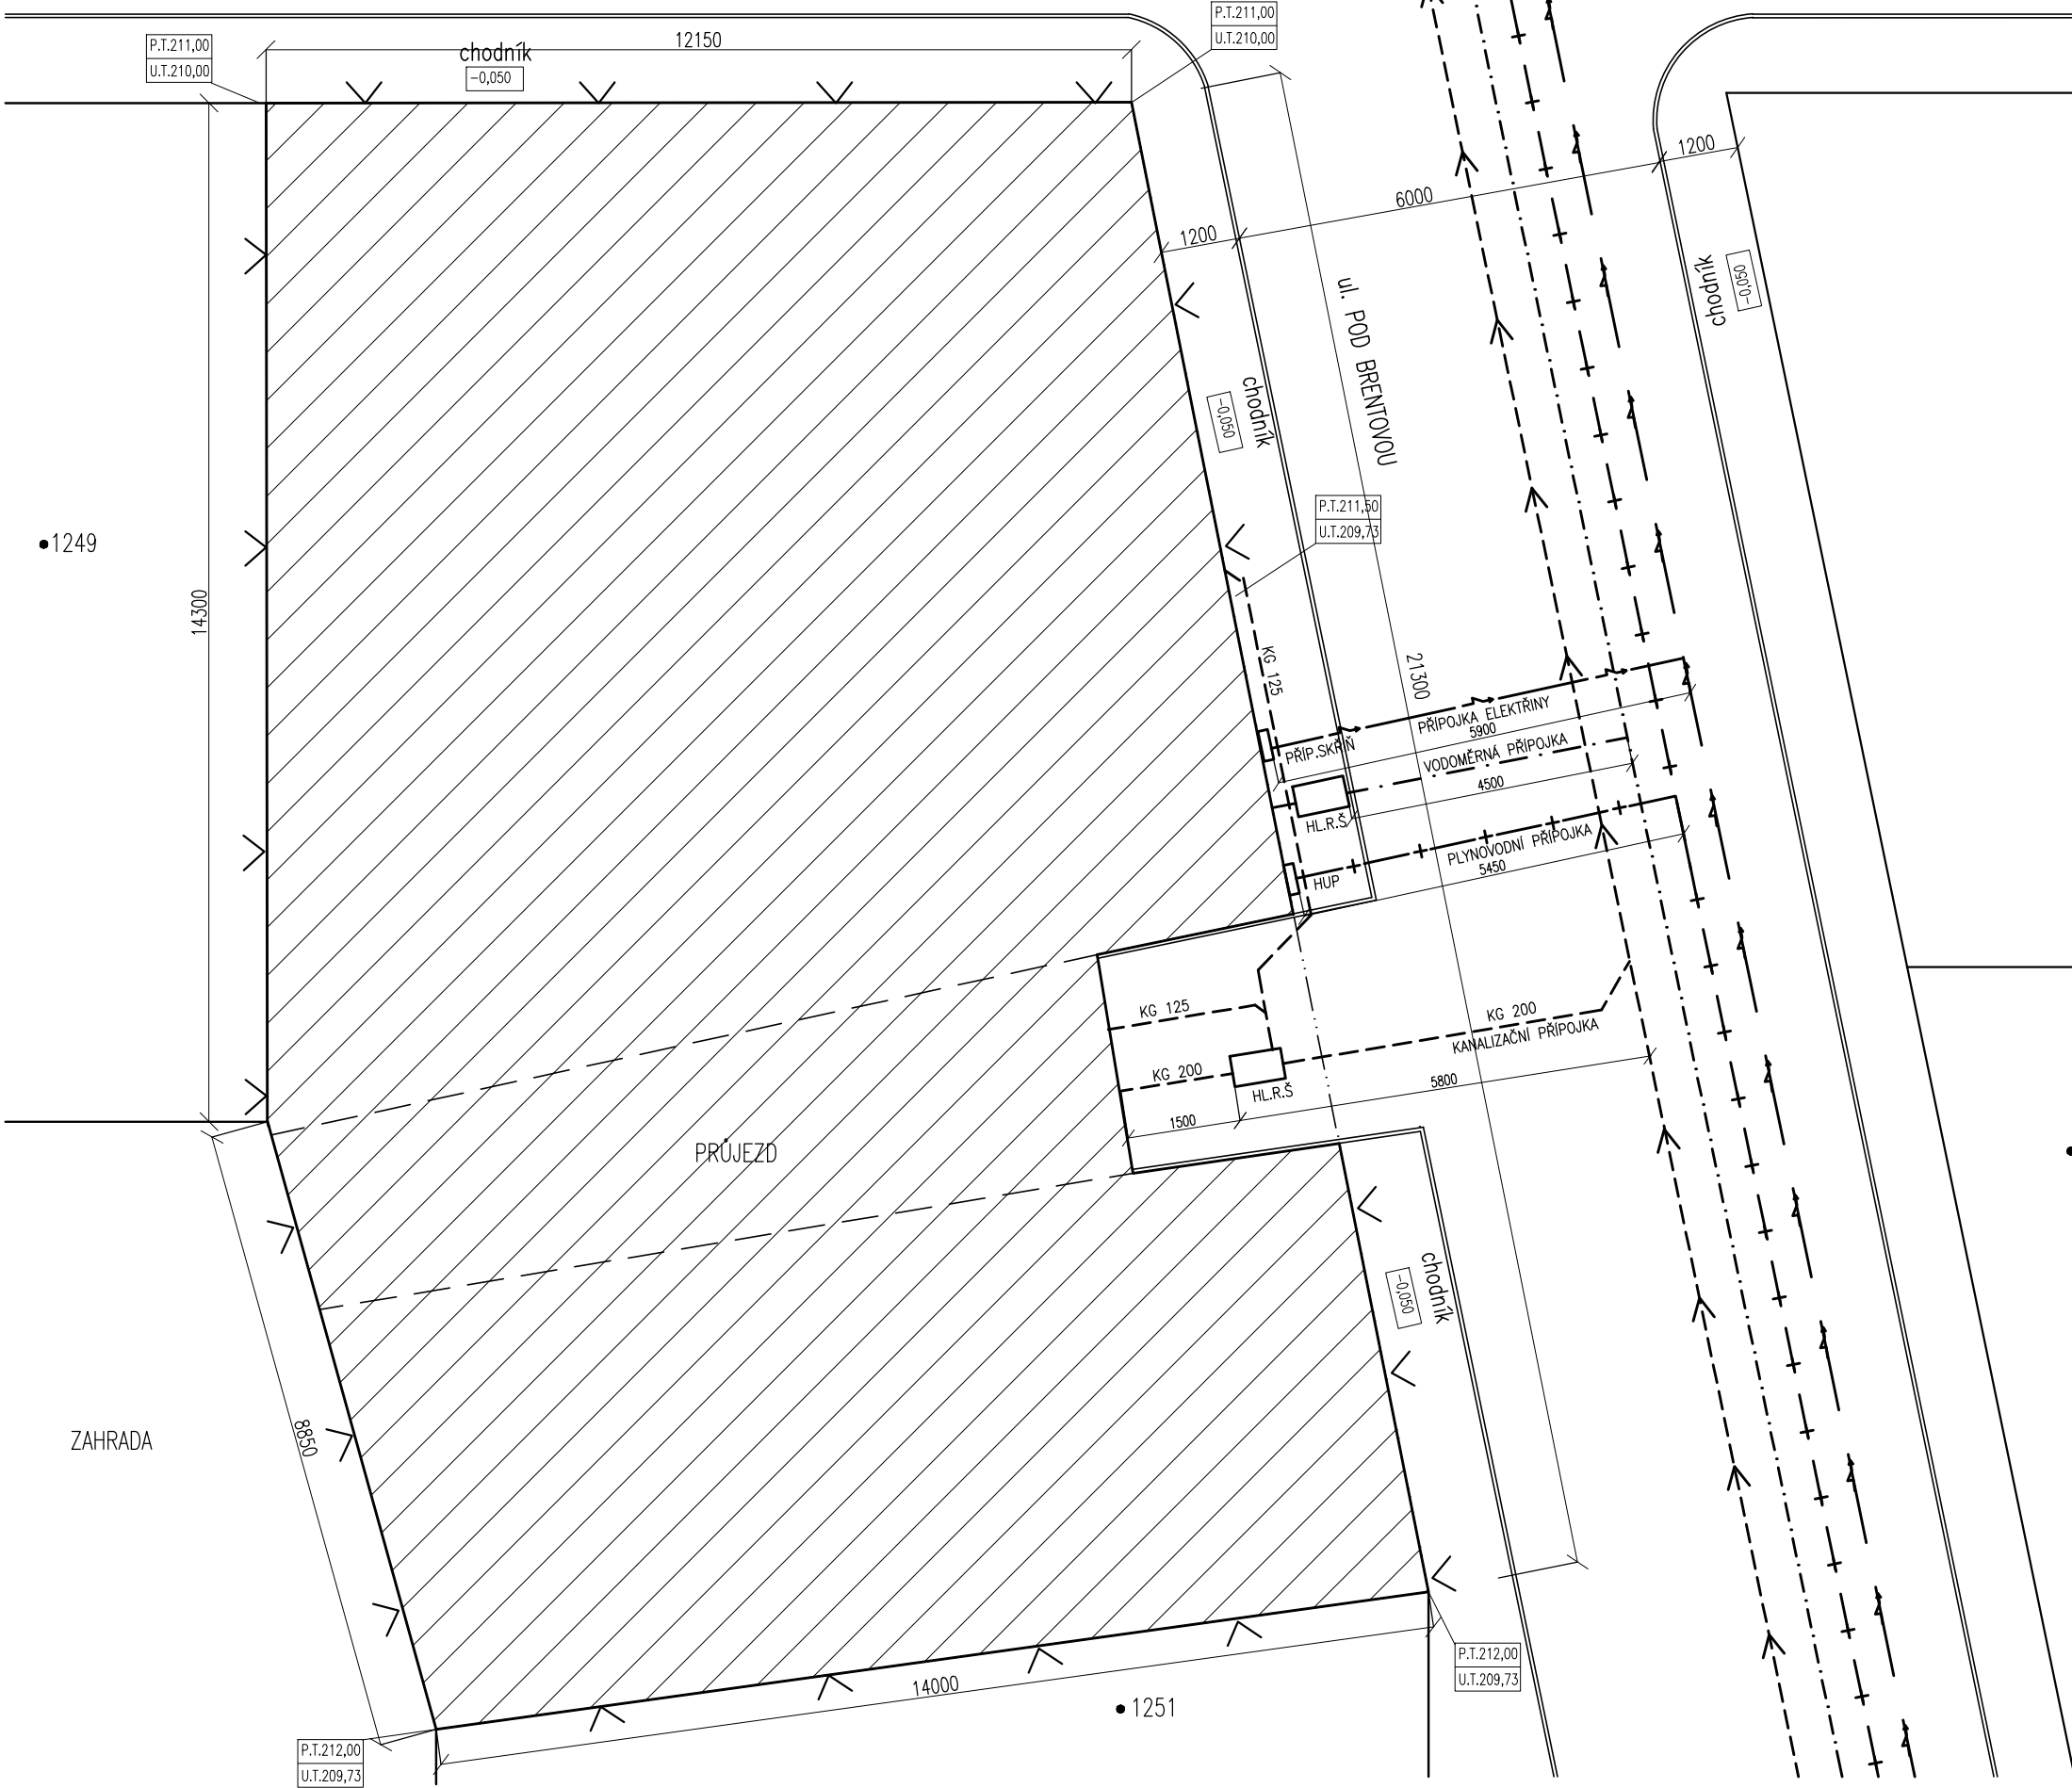 P.T.211,00
U.T.210,00
chodník
-0,050
12150
P.T.211,00
U.T.210,00
1200
6000
1200
chodník
-0,050
ul. POD BRENTOVOU
chodník
-0,050
P.T.211,50
U.T.209,73
1249
14300
KG 125
21300
PŘÍP.SKŘÍŇ
PŘÍPOJKA ELEKTŘINY
5900
VODOMĚRNÁ PŘÍPOJKA
4500
HL.R.Š
PLYNOVODNÍ PŘÍPOJKA
5450
HUP
KG 125
KG 200
KANALIZAČNÍ PŘÍPOJKA
KG 200
HL.R.Š
5800
1500
PRŮJEZD
chodník
-0,050
8850
ZAHRADA
14000
1251
P.T.212,00
U.T.209,73
P.T.212,00
U.T.209,73